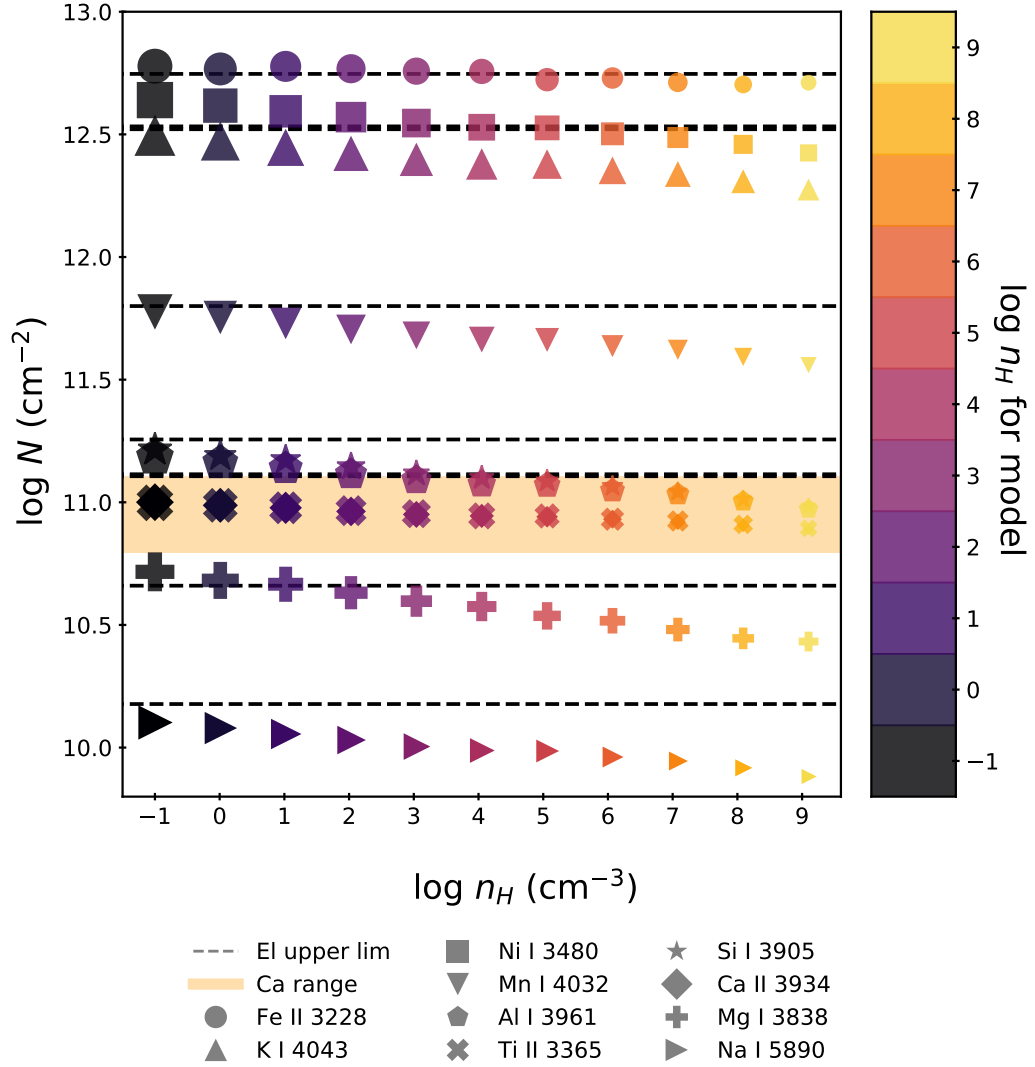 13.0
12.5
12.0
11.5
11.0
10.5
10.0
log N (cm⁻²)
−1 0 1 2 3 4 5 6 7 8 9
log n_H (cm⁻³)
9
8
7
6
5
4
3
2
1
0
−1
log n_H for model
El upper lim
Ca range
Fe II 3228
K I 4043
Ni I 3480
Mn I 4032
Al I 3961
Ti II 3365
Si I 3905
Ca II 3934
Mg I 3838
Na I 5890